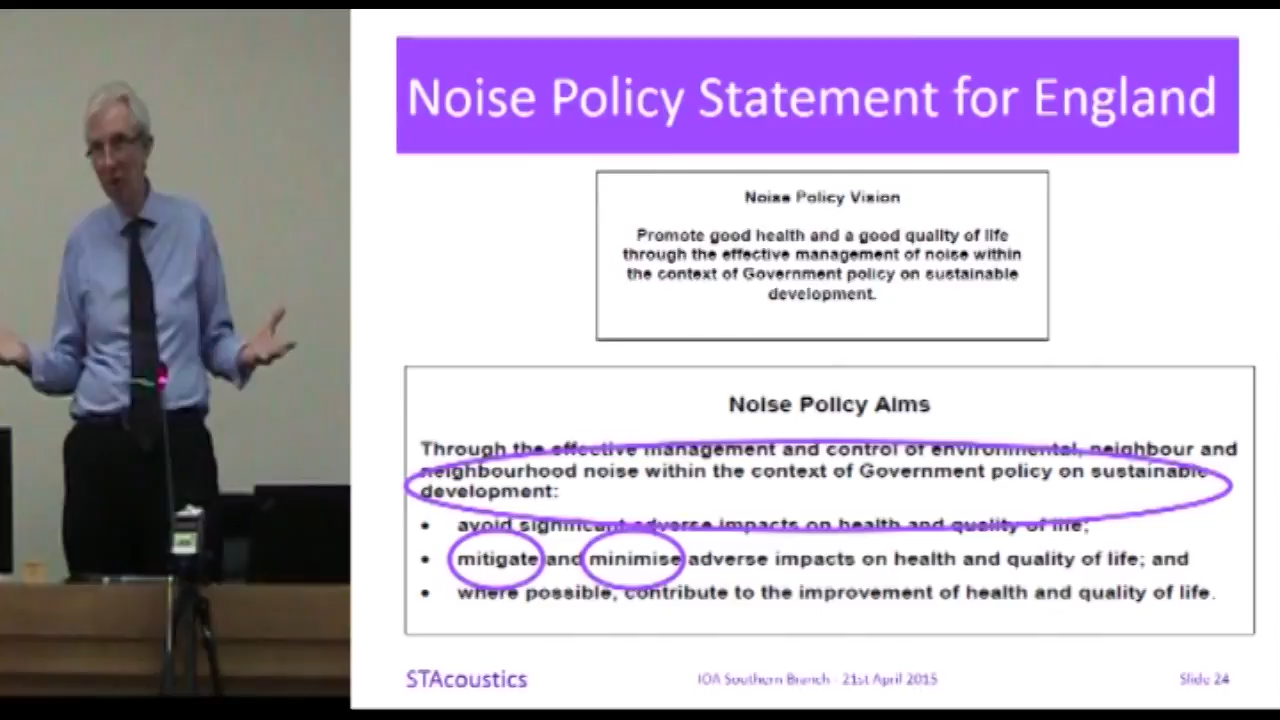 Noise Policy Statement for England
Noise Policy Vision
Promote good health and a good quality of life
through the effective management of noise within
the context of Government policy on sustainable
development.
Noise Policy Aims
Through the effective management and control of environmental, neighbour and
neighbourhood noise within the context of Government policy on sustainable
development:
• avoid significant adverse impacts on health and quality of life;
• mitigate and minimise adverse impacts on health and quality of life; and
• where possible, contribute to the improvement of health and quality of life.
STAcoustics
IOA Southern Branch - 21st April 2015
Slide 24